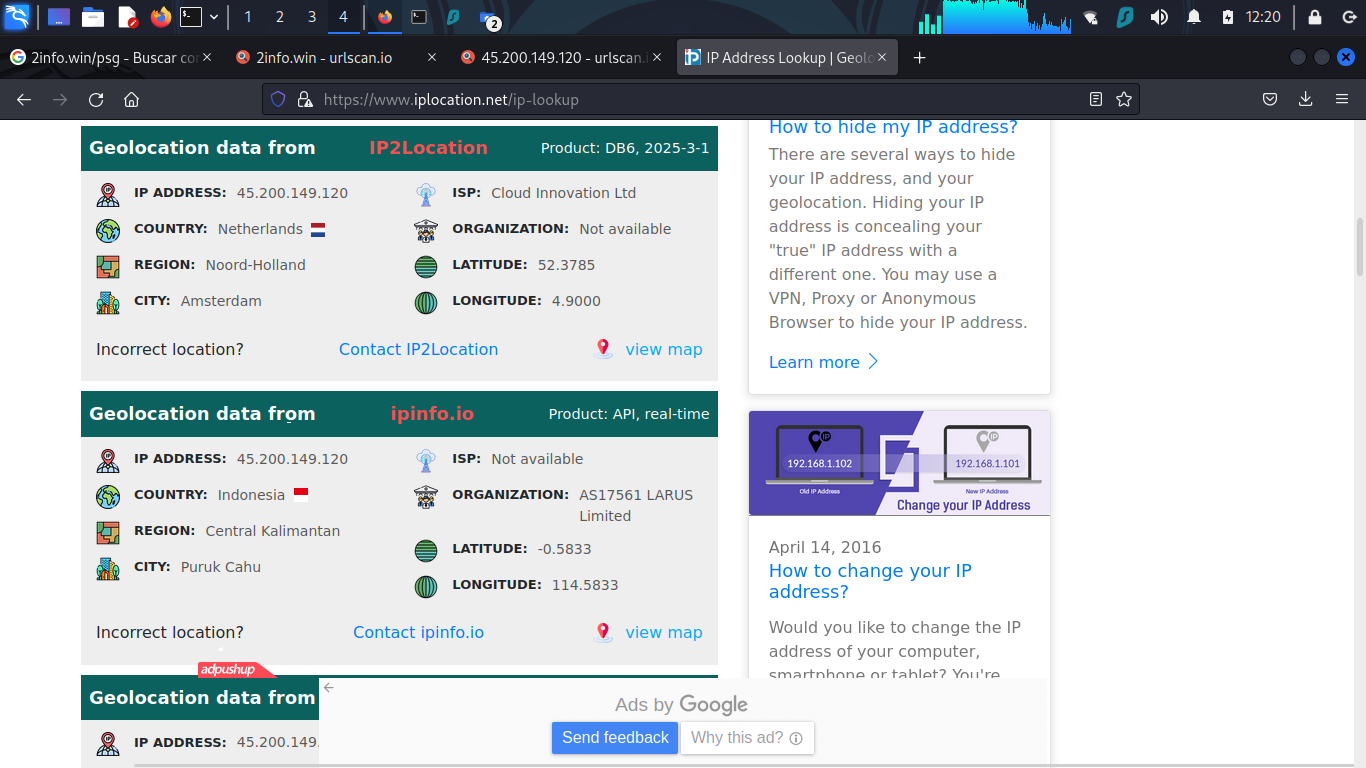 1 2 3 4
2
12:20
2info.win/psg - Buscar con
2info.win - urlscan.io
45.200.149.120 - urlscan.i
IP Address Lookup | Geolo
https://www.iplocation.net/ip-lookup
Geolocation data from IP2Location Product: DB6, 2025-3-1
IP ADDRESS: 45.200.149.120
ISP: Cloud Innovation Ltd
COUNTRY: Netherlands
ORGANIZATION: Not available
REGION: Noord-Holland
LATITUDE: 52.3785
CITY: Amsterdam
LONGITUDE: 4.9000
Incorrect location? Contact IP2Location view map
Geolocation data from ipinfo.io Product: API, real-time
IP ADDRESS: 45.200.149.120
ISP: Not available
COUNTRY: Indonesia
ORGANIZATION: AS17561 LARUS
Limited
REGION: Central Kalimantan
LATITUDE: -0.5833
CITY: Puruk Cahu
LONGITUDE: 114.5833
Incorrect location? Contact ipinfo.io view map
adpushup
Geolocation data from
IP ADDRESS: 45.200.149.
How to hide my IP address?
There are several ways to hide
your IP address, and your
geolocation. Hiding your IP
address is concealing your
"true" IP address with a
different one. You may use a
VPN, Proxy or Anonymous
Browser to hide your IP address.
Learn more
IP
IP
192.168.1.102
192.168.1.101
Old IP Address
New IP Address
Change your IP Address
April 14, 2016
How to change your IP
address?
Would you like to change the IP
address of your computer,
smartphone or tablet? You're
Ads by Google
Send feedback
Why this ad?